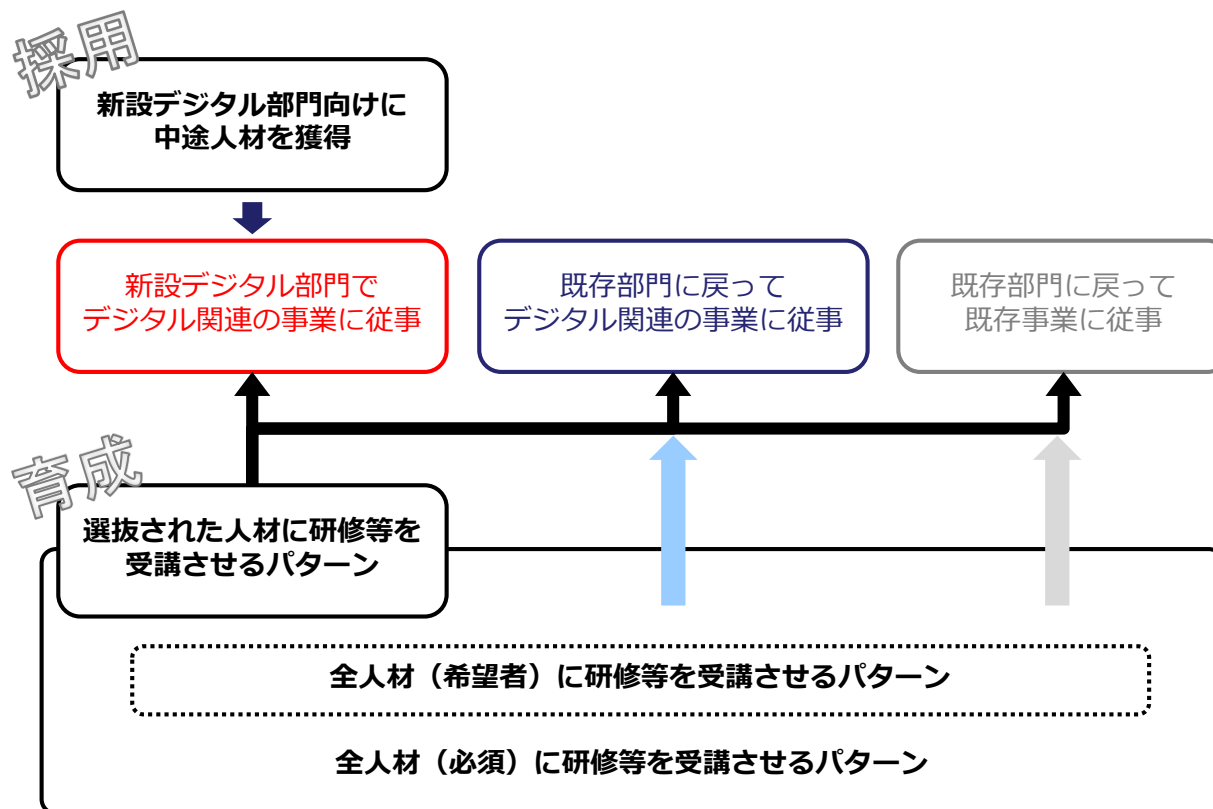 採用
新設デジタル部門向けに
中途人材を獲得
新設デジタル部門で
デジタル関連の事業に従事
既存部門に戻って
デジタル関連の事業に従事
既存部門に戻って
既存事業に従事
育成
選抜された人材に研修等を
受講させるパターン
全人材（希望者）に研修等を受講させるパターン
全人材（必須）に研修等を受講させるパターン